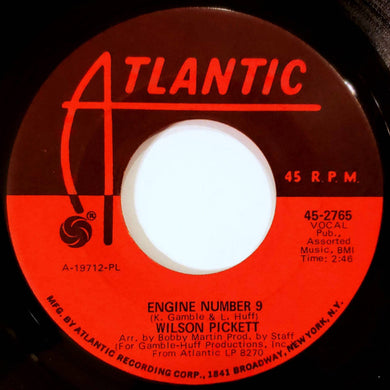 ATLANTIC
®
45 R.P.M.
45-2765
VOCAL
Pub.,
Assorted
Music, BMI
Time: 2:46
A-19712-PL
ENGINE NUMBER 9
(K. Gamble & L. Huff)
WILSON PICKETT
Arr. by Bobby Martin Prod. by Staff
(For Gamble-Huff Productions, Inc.)
From Atlantic LP 8270
MFG. BY ATLANTIC RECORDING CORP., 1841 BROADWAY, NEW YORK, N.Y.